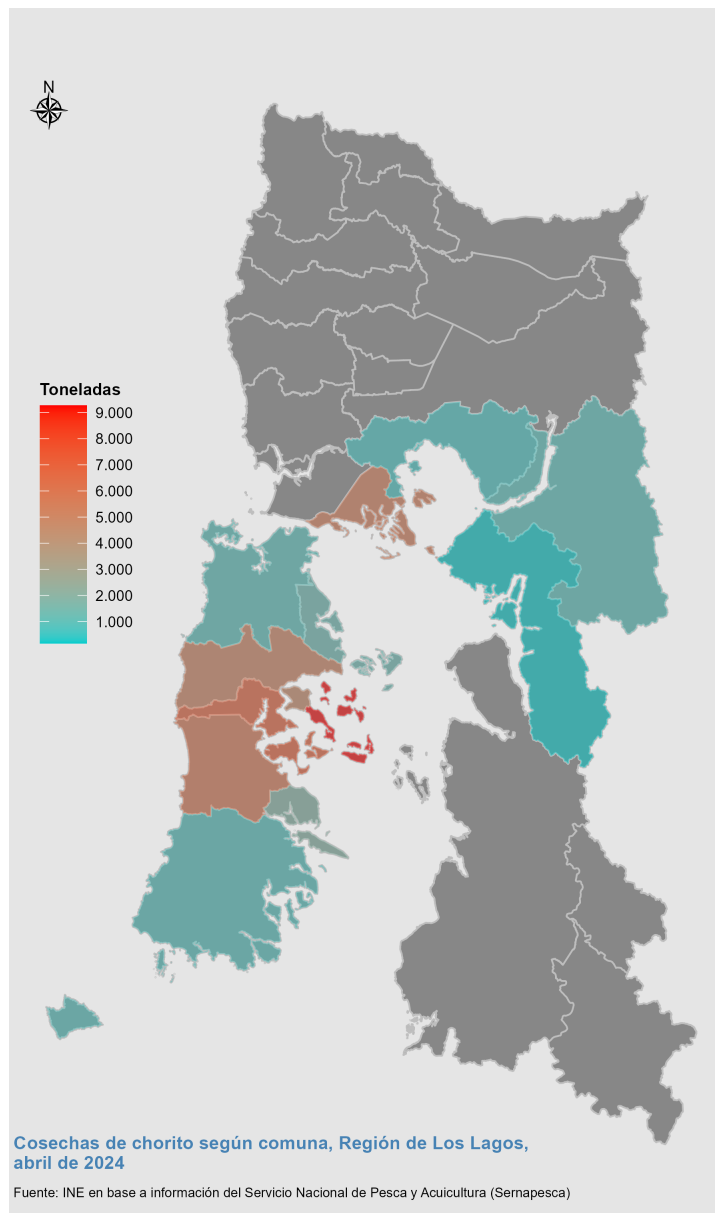 N
Toneladas
9.000
8.000
7.000
6.000
5.000
4.000
3.000
2.000
1.000
Cosechas de chorito según comuna, Región de Los Lagos,
abril de 2024
Fuente: INE en base a información del Servicio Nacional de Pesca y Acuicultura (Sernapesca)